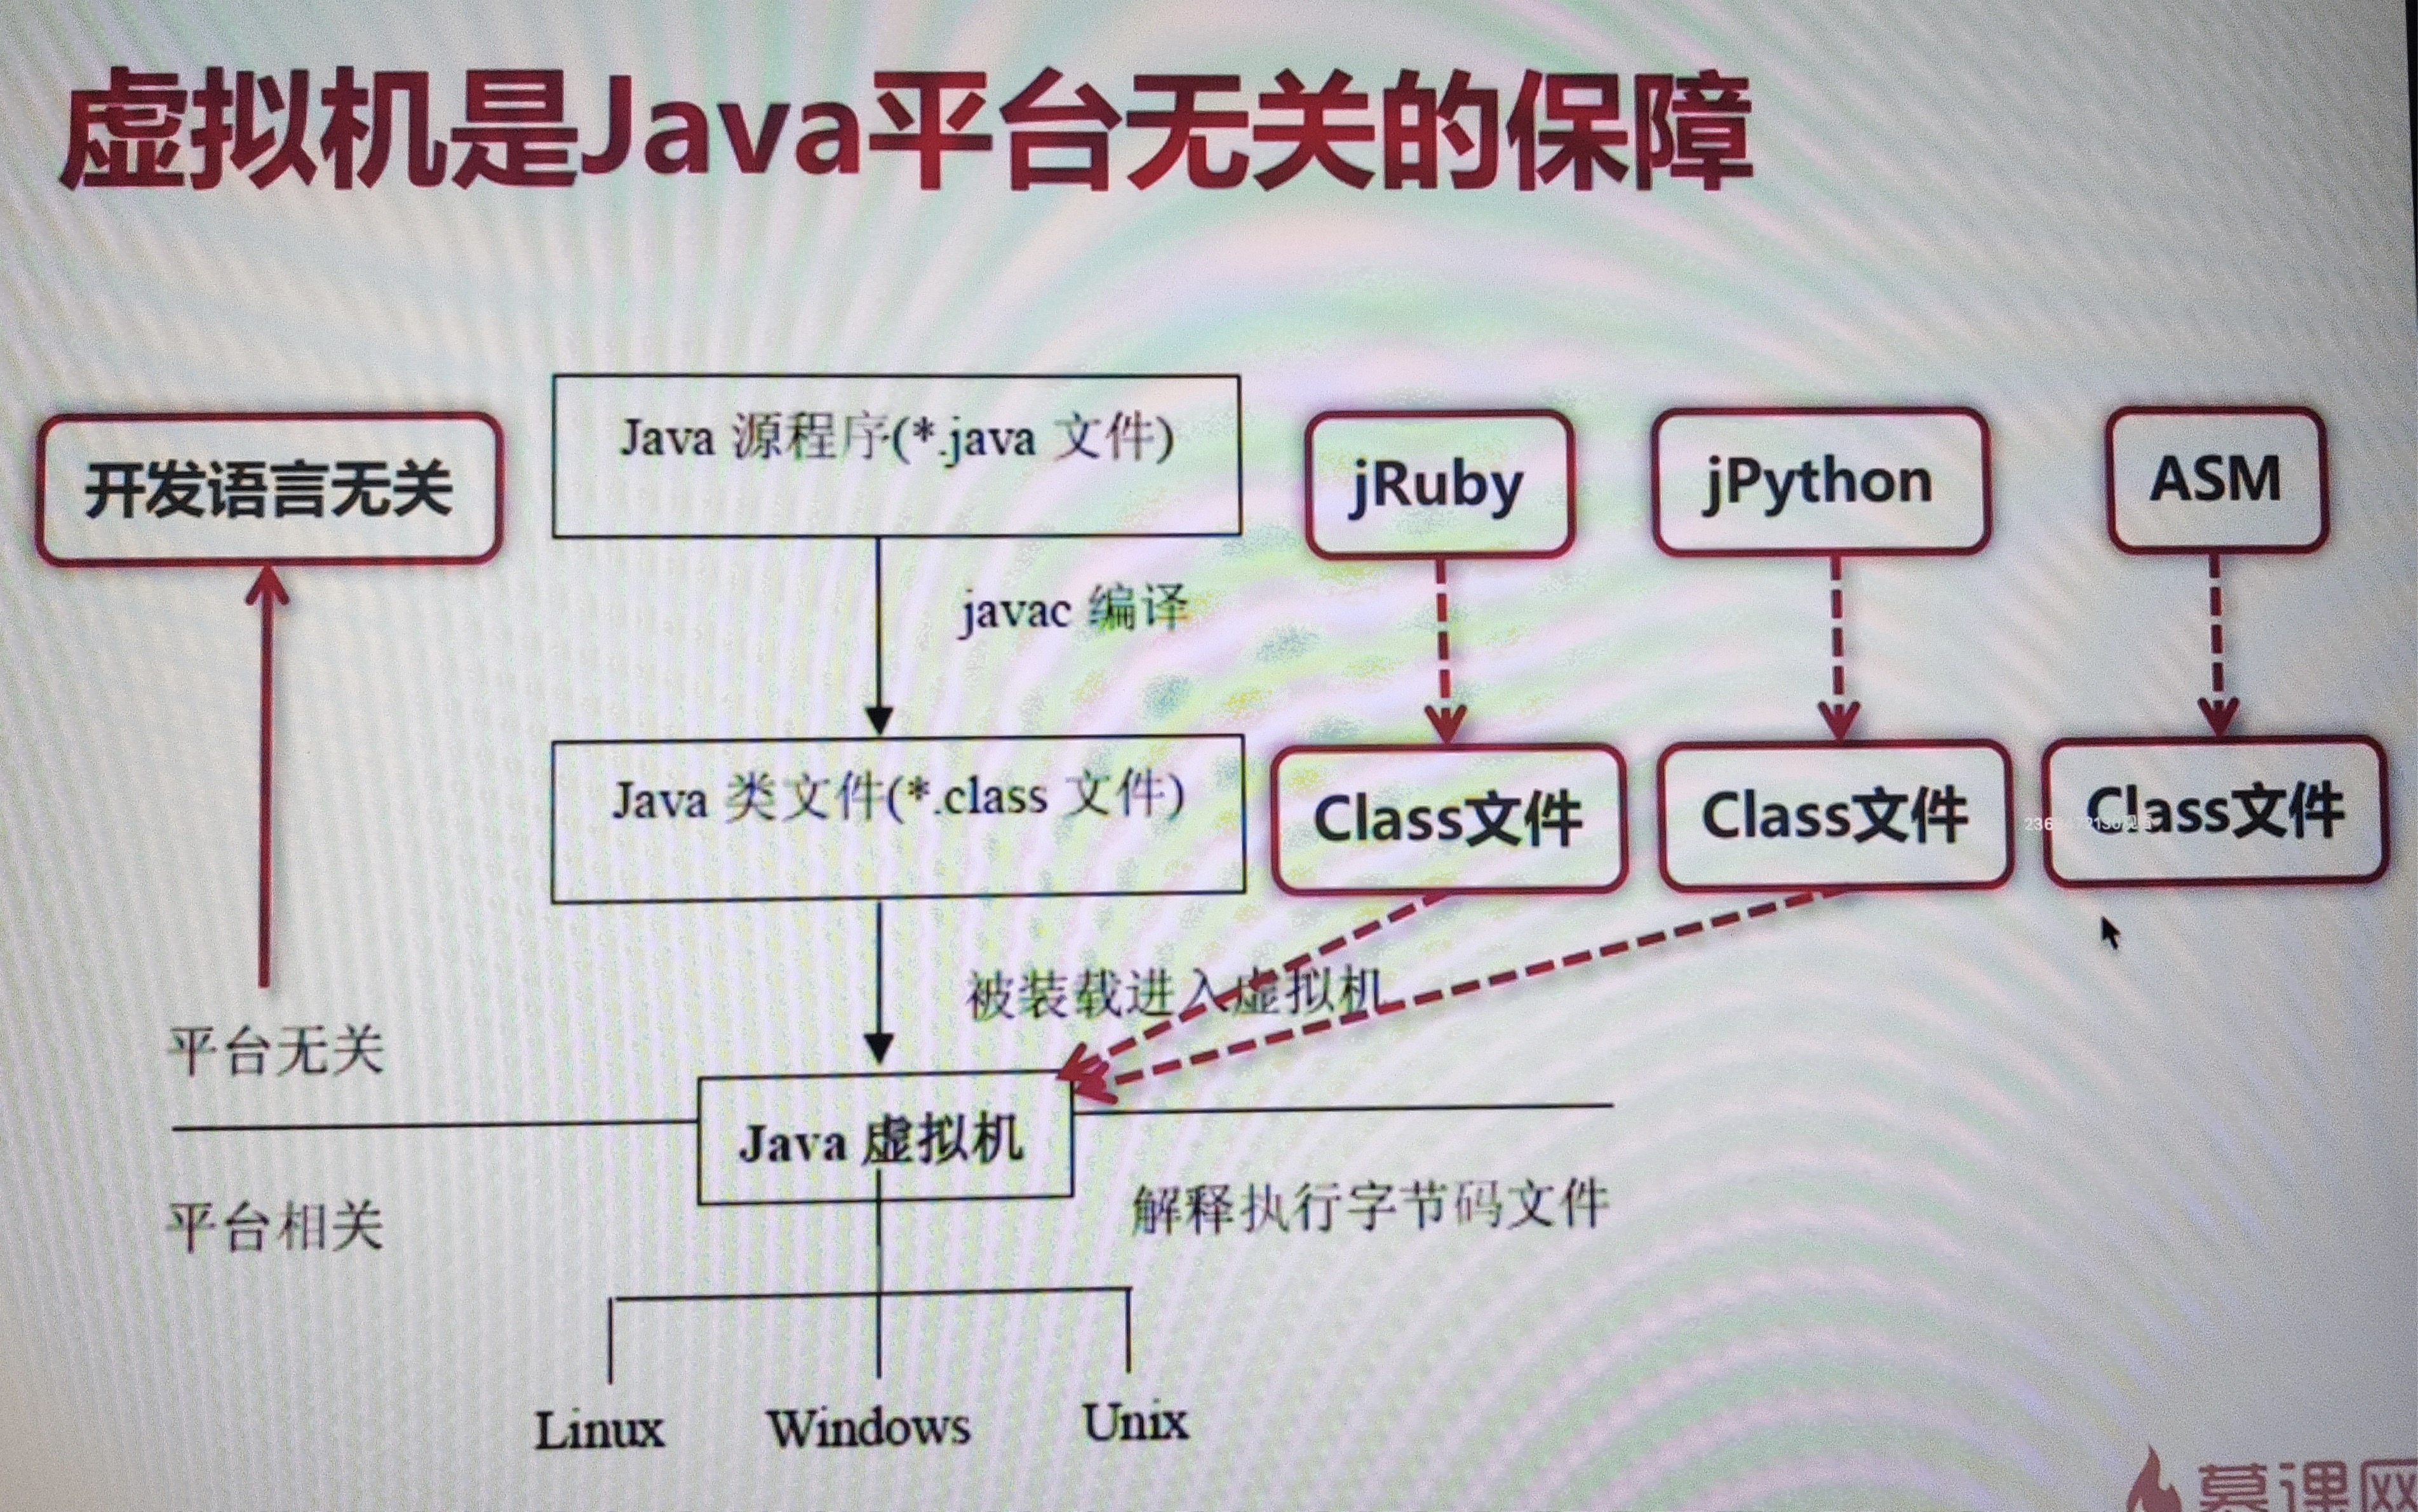 虚拟机是Java平台无关的保障
开发语言无关
Java 源程序(*.java 文件)
jRuby
jPython
ASM
javac 编译
Java 类文件(*.class 文件)
Class文件
Class文件
Class文件
被装载进入虚拟机
平台无关
Java 虚拟机
平台相关
解释执行字节码文件
Linux
Windows
Unix
慕课网